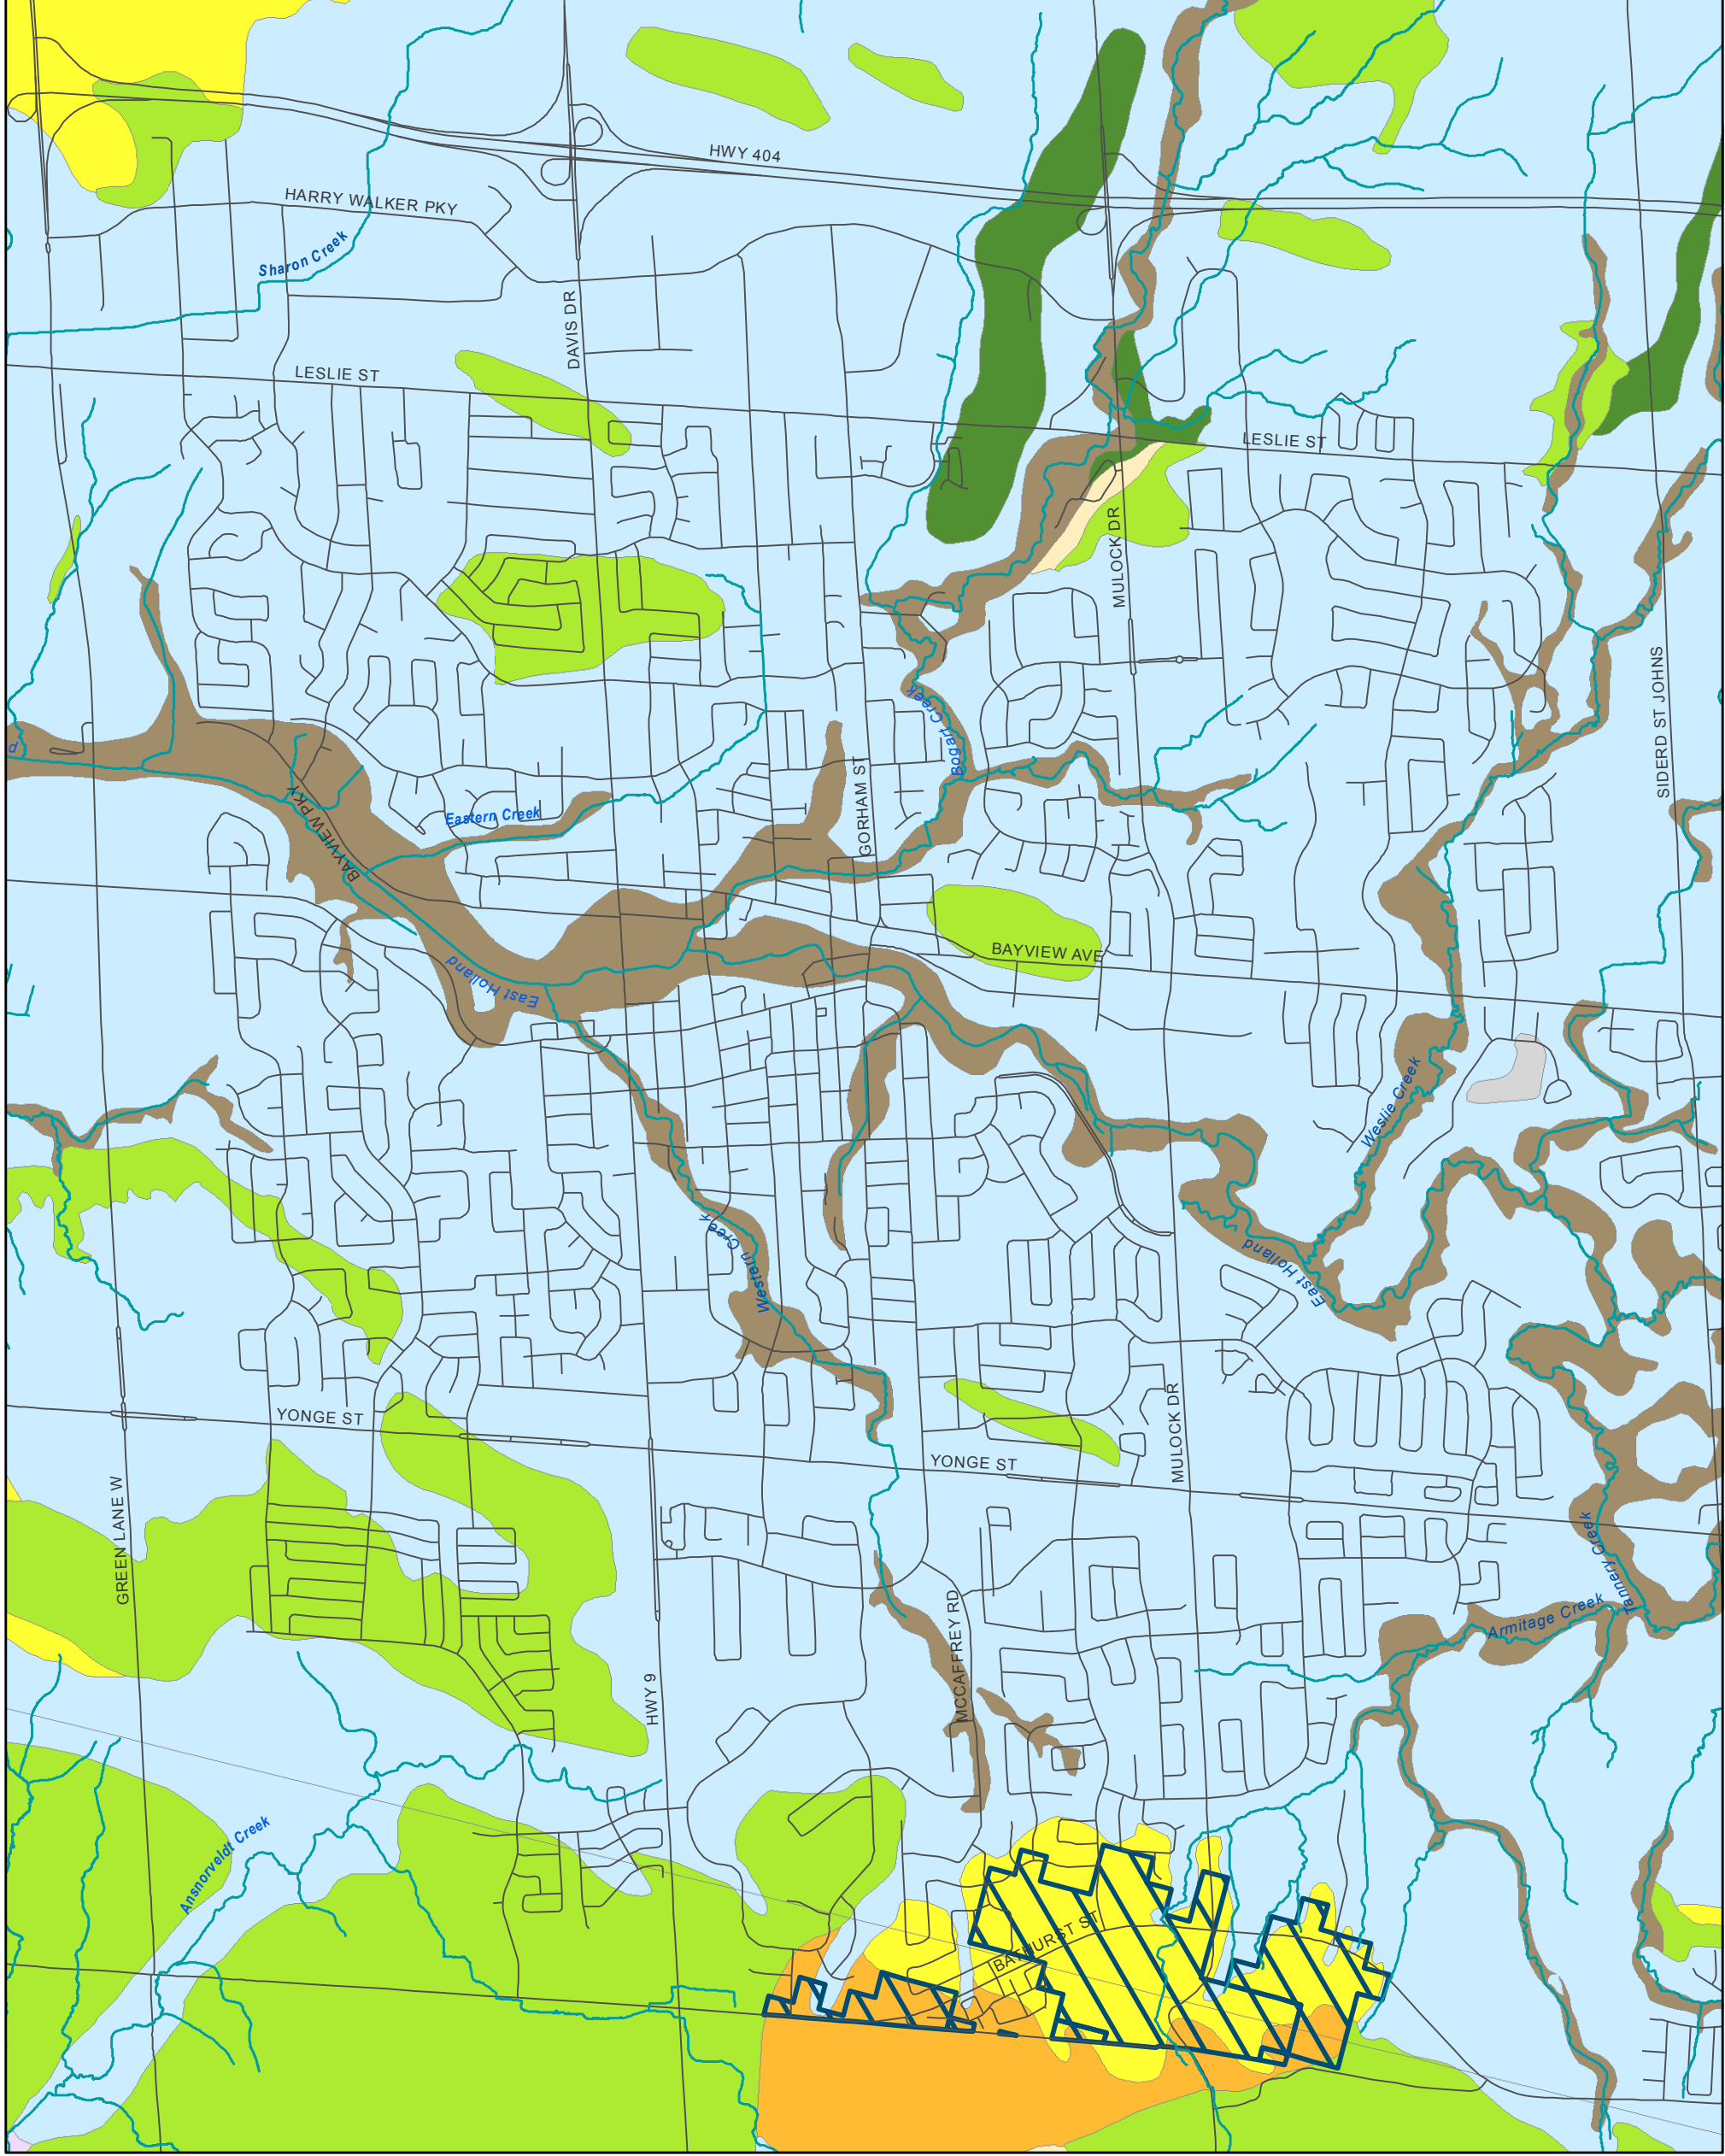 HWY 404
HARRY WALKER PKY
Sharon Creek
DAVIS DR
LESLIE ST
LESLIE ST
MULOCK DR
SIDERD ST JOHNS
Bogart Creek
d
BAYVIEW PKY
Eastern Creek
GORHAM ST
BAYVIEW AVE
East Holland
Weslie Creek
Western Creek
East Holland
YONGE ST
YONGE ST
MULOCK DR
GREEN LANE W
Tannery Creek
Armitage Creek
MCCAFFREY RD
HWY 9
Ansnorveldt Creek
BATHURST ST